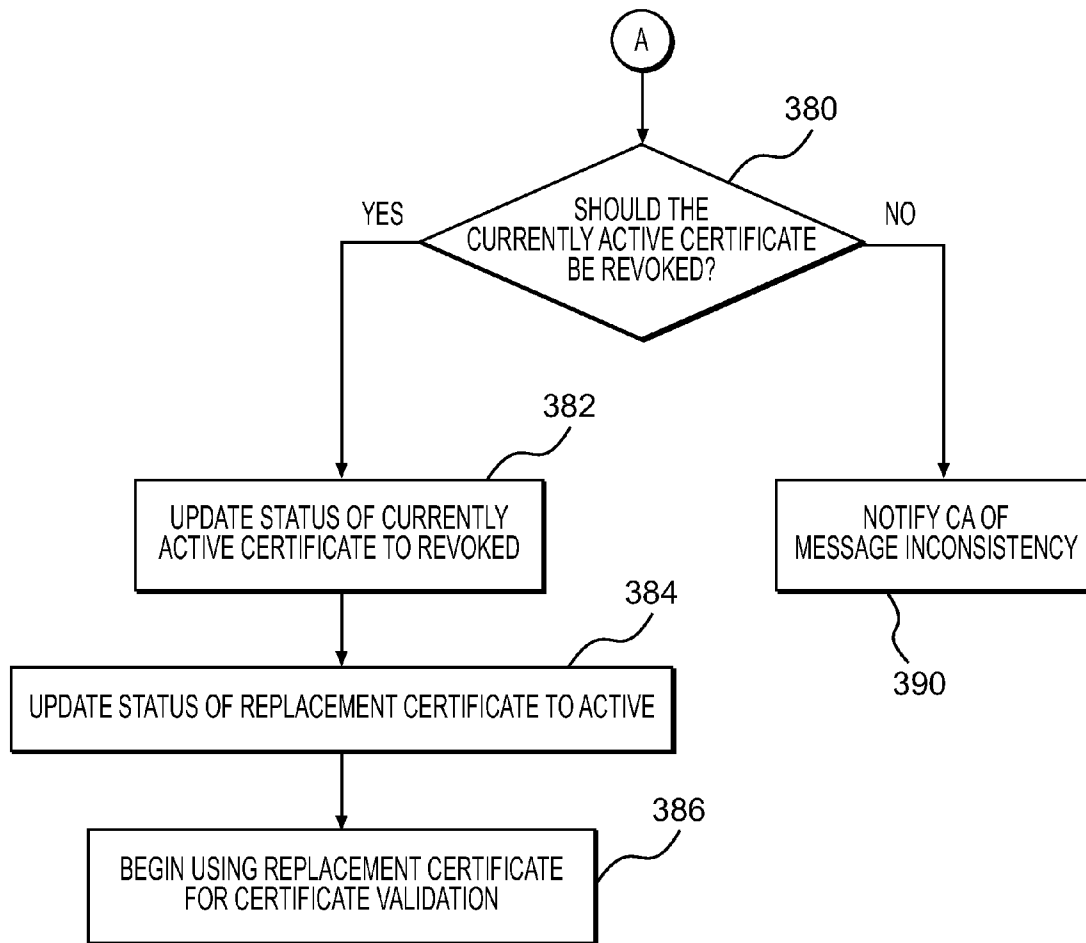 A
380
YES
SHOULD THE
CURRENTLY ACTIVE CERTIFICATE
BE REVOKED?
NO
382
UPDATE STATUS OF CURRENTLY
ACTIVE CERTIFICATE TO REVOKED
NOTIFY CA OF
MESSAGE INCONSISTENCY
384
390
UPDATE STATUS OF REPLACEMENT CERTIFICATE TO ACTIVE
386
BEGIN USING REPLACEMENT CERTIFICATE
FOR CERTIFICATE VALIDATION